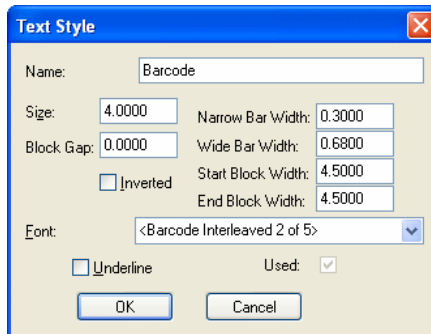 Text Style
Name: Barcode
Size: 4.0000
Narrow Bar Width: 0.3000
Block Gap: 0.0000
Wide Bar Width: 0.6800
Start Block Width: 4.5000
Inverted
End Block Width: 4.5000
Font: <Barcode Interleaved 2 of 5>
Underline Used:
OK Cancel